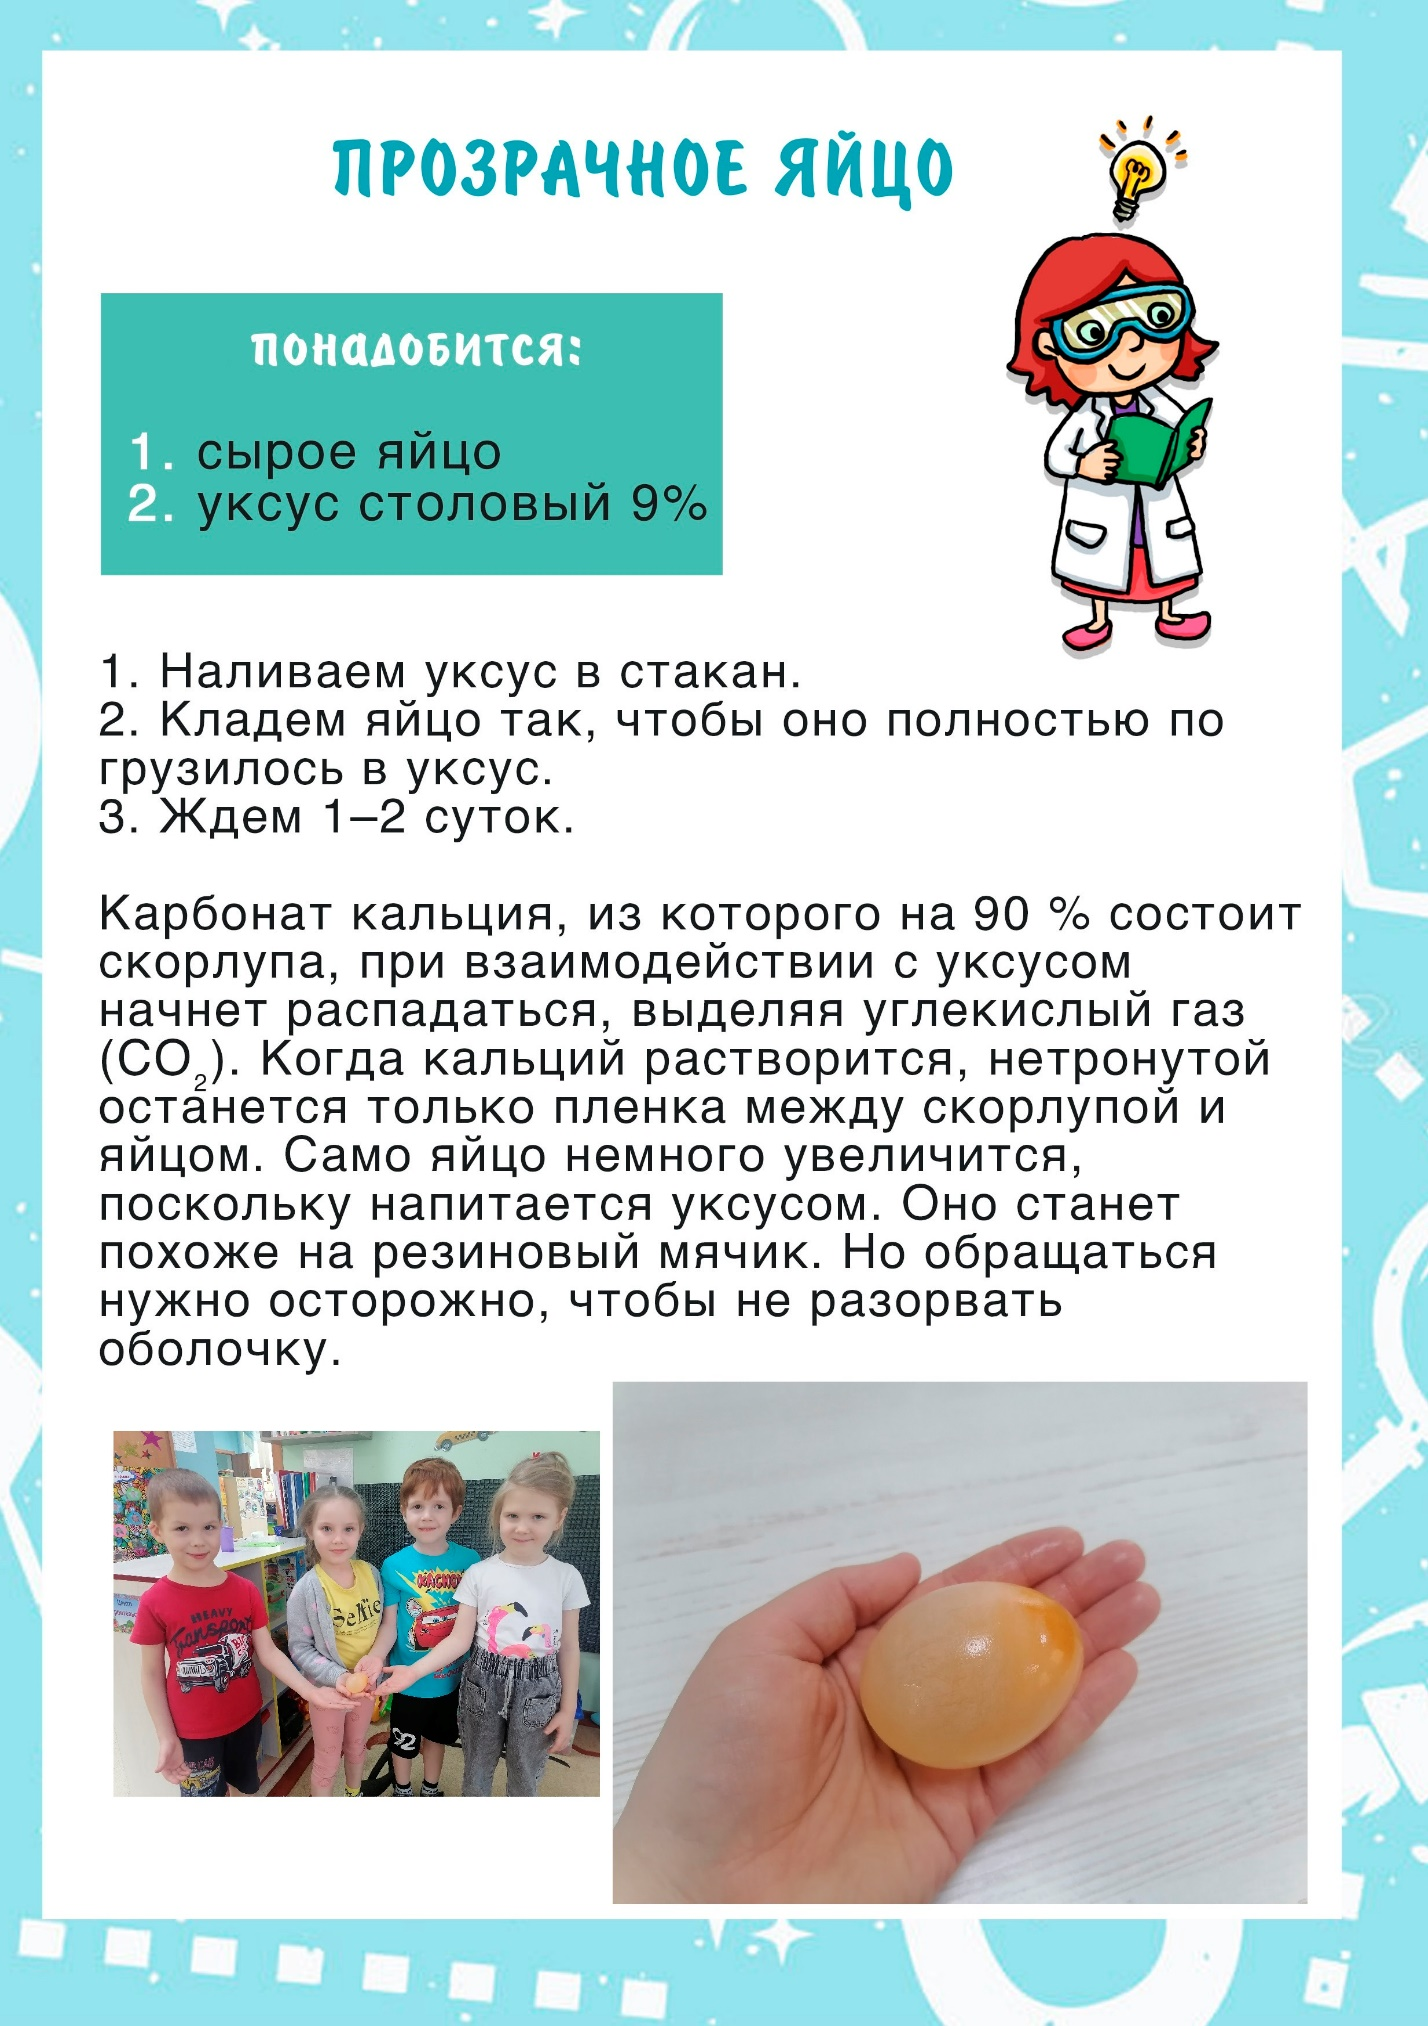 ПРОЗРАЧНОЕ ЯЙЦО
ПОНАДОБИТСЯ:
1. сырое яйцо
2. уксус столовый 9%
1. Наливаем уксус в стакан.
2. Кладем яйцо так, чтобы оно полностью по
грузилось в уксус.
3. Ждем 1–2 суток.
Карбонат кальция, из которого на 90 % состоит
скорлупа, при взаимодействии с уксусом
начнет распадаться, выделяя углекислый газ
(CO₂). Когда кальций растворится, нетронутой
останется только пленка между скорлупой и
яйцом. Само яйцо немного увеличится,
поскольку напитается уксусом. Оно станет
похоже на резиновый мячик. Но обращаться
нужно осторожно, чтобы не разорвать
оболочку.
HEAVY
Transport
Selfie